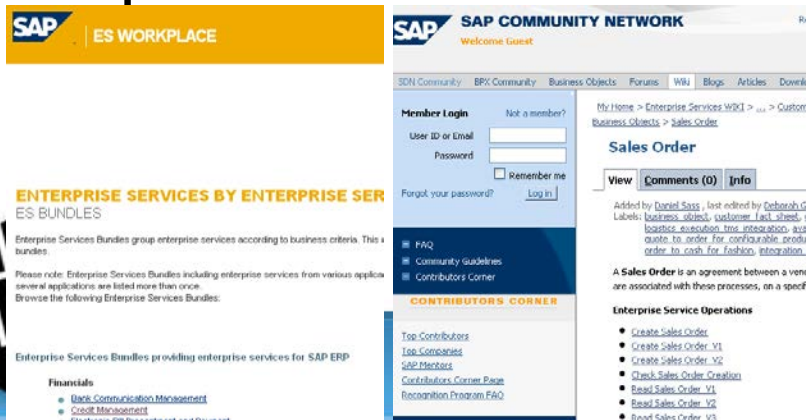 SAP
ES WORKPLACE
ENTERPRISE SERVICES BY ENTERPRISE SER
ES BUNDLES
Enterprise Services Bundles group enterprise services according to business criteria. This
bundles.
Please note: Enterprise Services Bundles including enterprise services from various applica
several applications are listed more than once.
Browse the following Enterprise Services Bundles:
Enterprise Services Bundles providing enterprise services for SAP ERP
Financials
Bank Communication Management
Credit Management
SAP
SAP COMMUNITY NETWORK
Welcome Guest
SDN Community BPX Community Business Objects Forums Wiki Blogs Articles Downl
Member Login Not a member?
User ID or Email
Password
Remember me
Forgot your password? Log in
FAQ
Community Guidelines
Contributors Corner
CONTRIBUTORS CORNER
Top Contributors
Top Companies
SAP Mentors
Contributors Corner Page
Recognition Program FAQ
My Home > Enterprise Services WIKI > ... > Custom
Business Objects > Sales Order
Sales Order
View Comments (0) Info
Added by Daniel Sass , last edited by Deborah G
Labels: business object, customer fact sheet,
logistics execution tms integration, ava
quote to order for configurable produ
order to cash for fashion, integration
A Sales Order is an agreement between a ven
are associated with these processes, on a specif
Enterprise Service Operations
Create Sales Order
Create Sales Order V1
Create Sales Order V2
Check Sales Order Creation
Read Sales Order V1
Read Sales Order V2
Read Sales Order V3